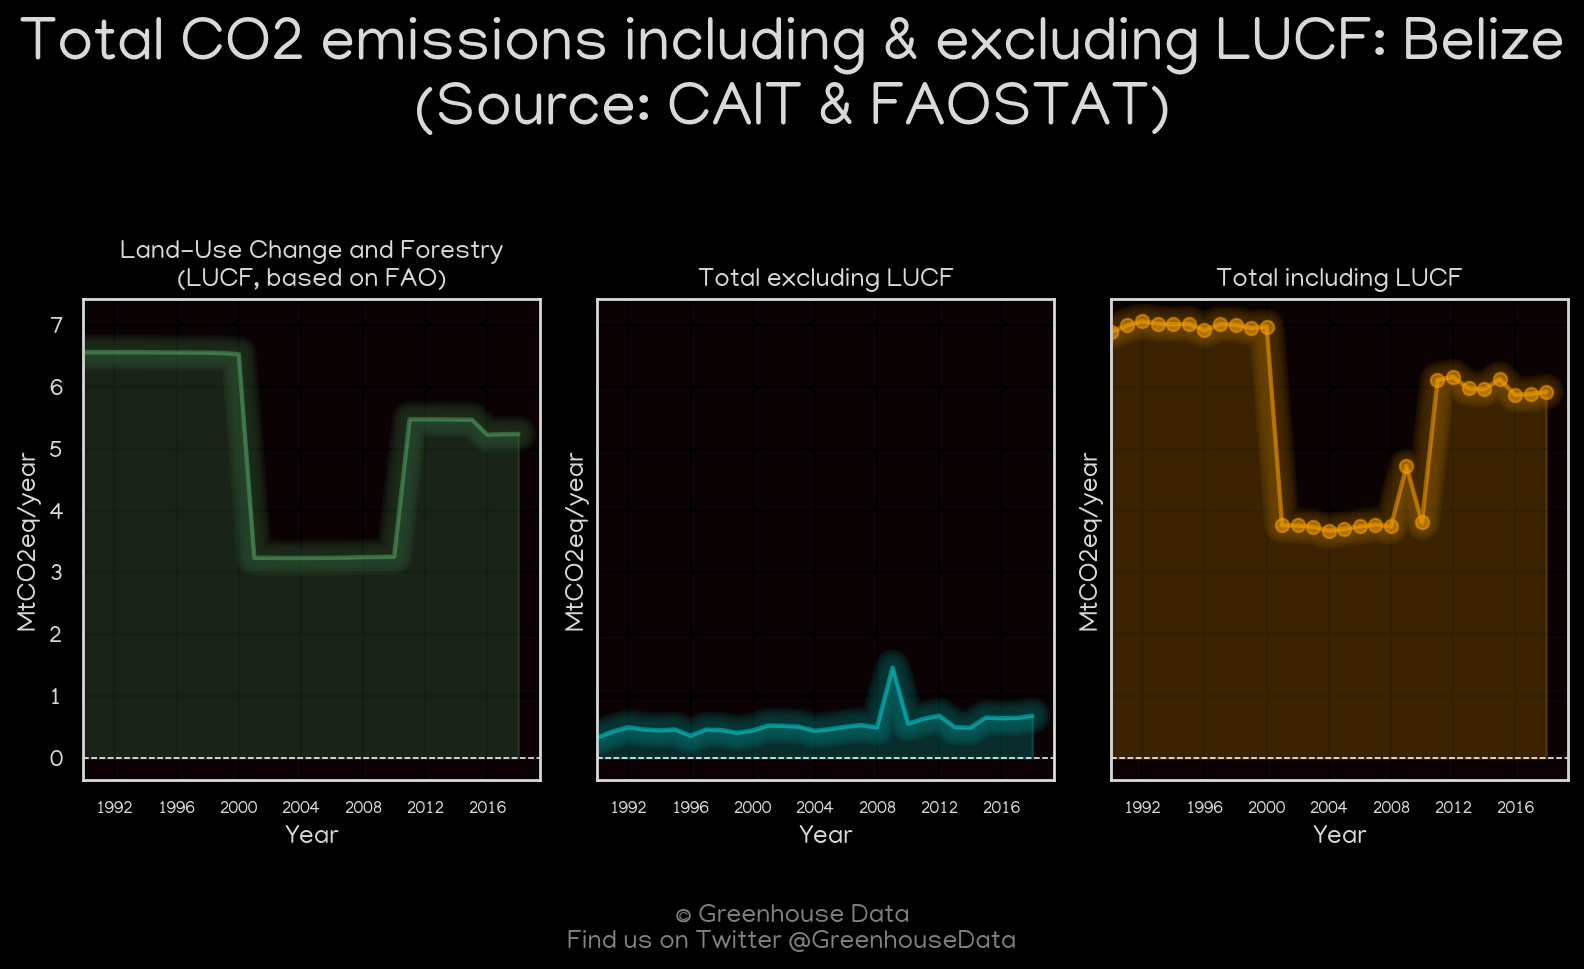 Total CO2 emissions including & excluding LUCF: Belize
(Source: CAIT & FAOSTAT)
Land-Use Change and Forestry
(LUCF, based on FAO)
Total excluding LUCF
Total including LUCF
7
6
5
4
3
2
1
0
MtCO2eq/year
MtCO2eq/year
MtCO2eq/year
1992 1996 2000 2004 2008 2012 2016
1992 1996 2000 2004 2008 2012 2016
1992 1996 2000 2004 2008 2012 2016
Year
Year
Year
© Greenhouse Data
Find us on Twitter @GreenhouseData